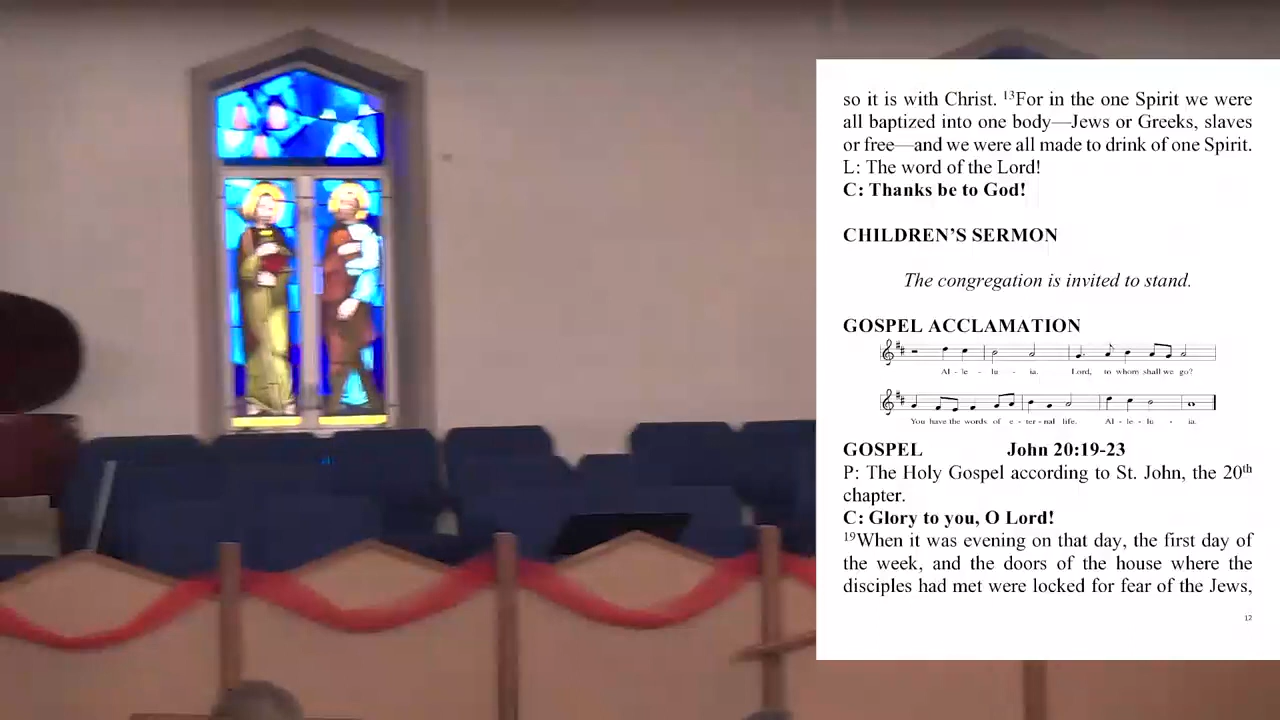 so it is with Christ. ¹³For in the one Spirit we were
all baptized into one body—Jews or Greeks, slaves
or free—and we were all made to drink of one Spirit.
L: The word of the Lord!
C: Thanks be to God!
CHILDREN'S SERMON
The congregation is invited to stand.
GOSPEL ACCLAMATION
Al - le - lu - ia. Lord, to whom shall we go?
You have the words of e - ter - nal life. Al - le - lu - ia.
GOSPEL John 20:19-23
P: The Holy Gospel according to St. John, the 20th
chapter.
C: Glory to you, O Lord!
¹⁹When it was evening on that day, the first day of
the week, and the doors of the house where the
disciples had met were locked for fear of the Jews,
12